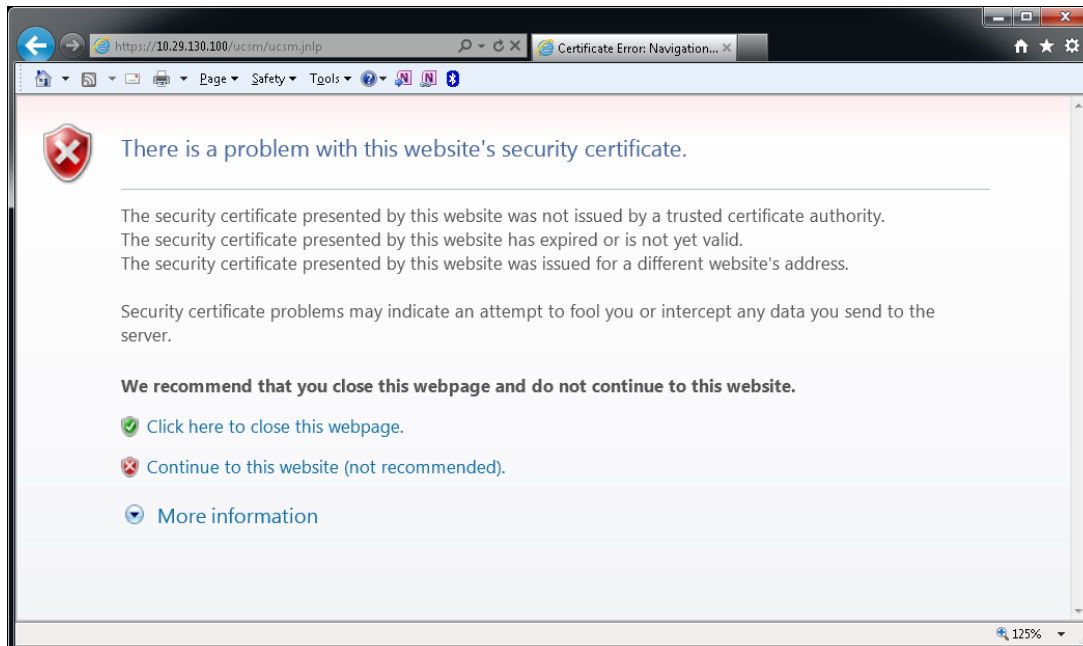 https://10.29.130.100/ucsm/ucsm.jnlp
Certificate Error: Navigation...
Page Safety Tools
There is a problem with this website's security certificate.
The security certificate presented by this website was not issued by a trusted certificate authority.
The security certificate presented by this website has expired or is not yet valid.
The security certificate presented by this website was issued for a different website's address.
Security certificate problems may indicate an attempt to fool you or intercept any data you send to the
server.
We recommend that you close this webpage and do not continue to this website.
Click here to close this webpage.
Continue to this website (not recommended).
More information
125%